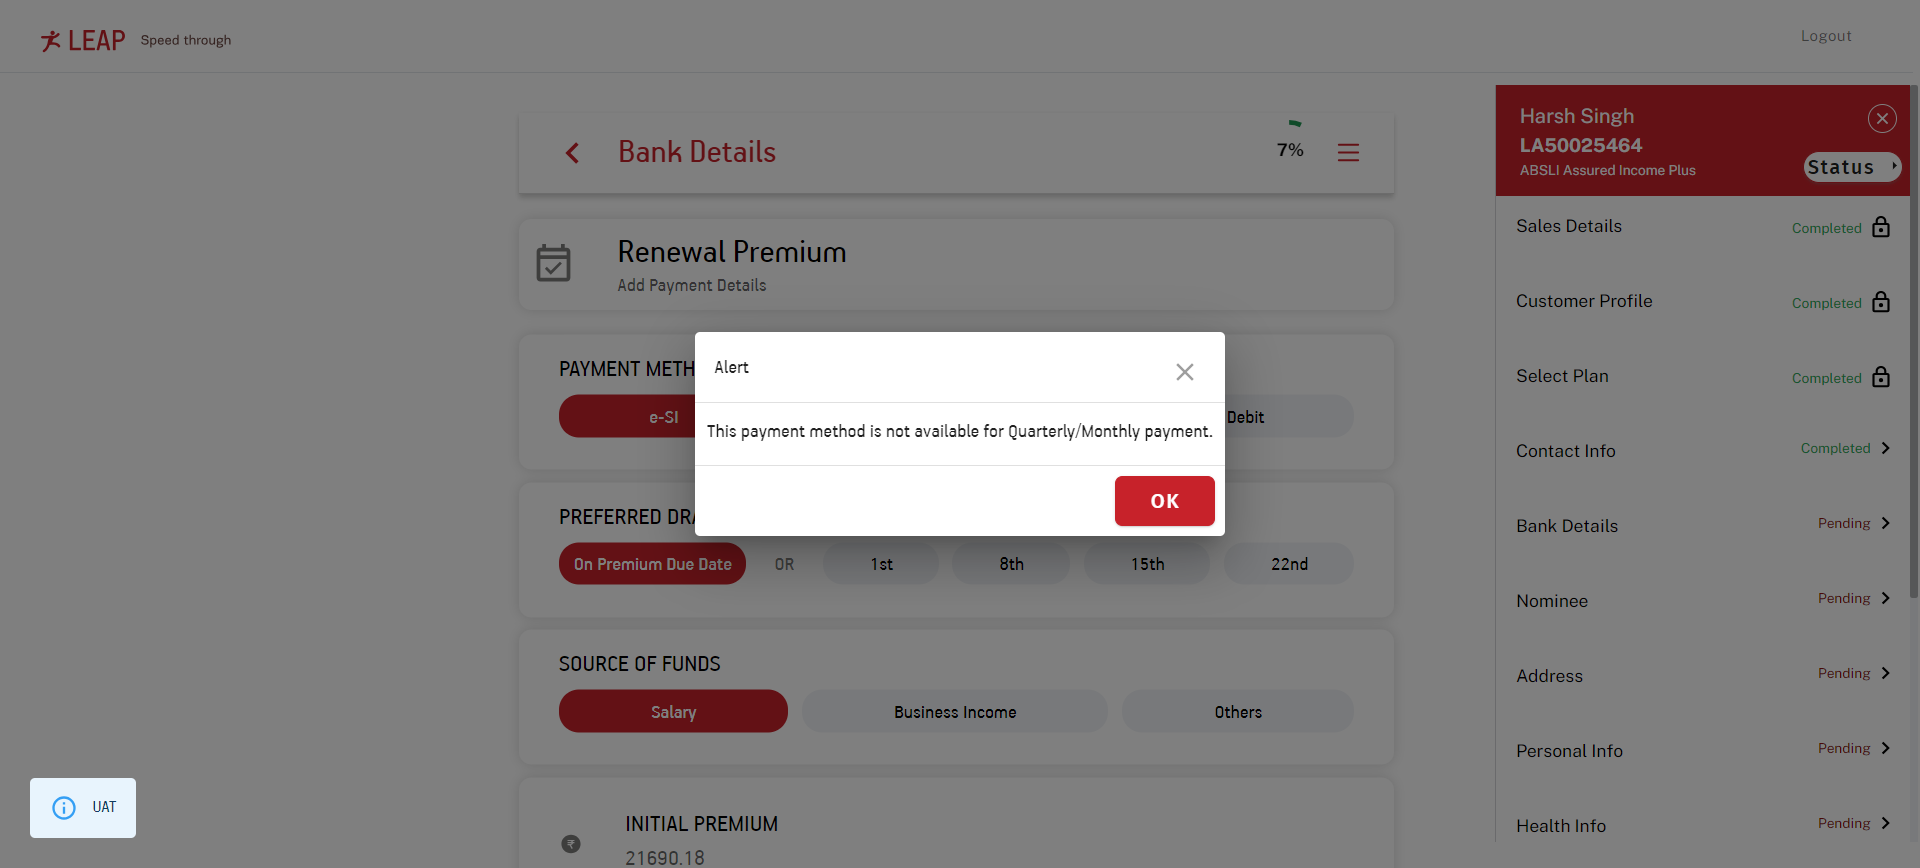 LEAP Speed through
Logout
Bank Details
7%
Renewal Premium
Add Payment Details
PAYMENT METH
e-SI
Debit
Alert
This payment method is not available for Quarterly/Monthly payment.
OK
PREFERRED DRA
On Premium Due Date OR 1st 8th 15th 22nd
SOURCE OF FUNDS
Salary Business Income Others
INITIAL PREMIUM
21690.18
UAT
Harsh Singh
LA50025464
ABSLI Assured Income Plus
Status
Sales Details Completed
Customer Profile Completed
Select Plan Completed
Contact Info Completed
Bank Details Pending
Nominee Pending
Address Pending
Personal Info Pending
Health Info Pending